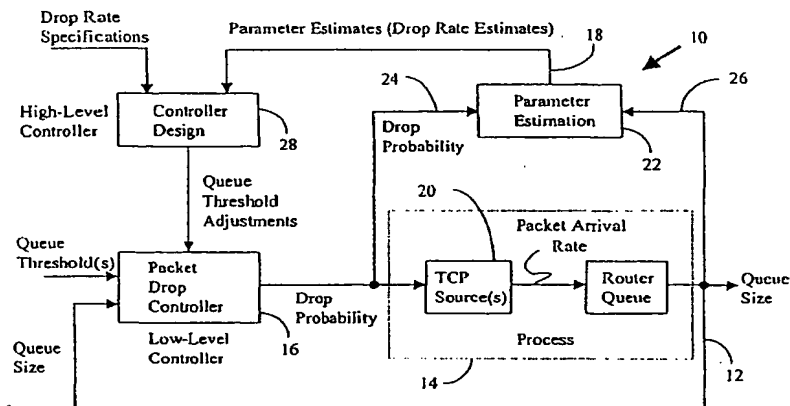 Drop Rate
Specifications
Parameter Estimates (Drop Rate Estimates)
18
10
24
26
High-Level
Controller
Controller
Design
28
Parameter
Estimation
22
Drop
Probability
Queue
Threshold
Adjustments
20
Packet Arrival
Rate
Queue
Threshold(s)
Packet
Drop
Controller
TCP
Source(s)
Router
Queue
Queue
Size
Drop
Probability
Queue
Size
Low-Level
Controller
16
Process
14
12